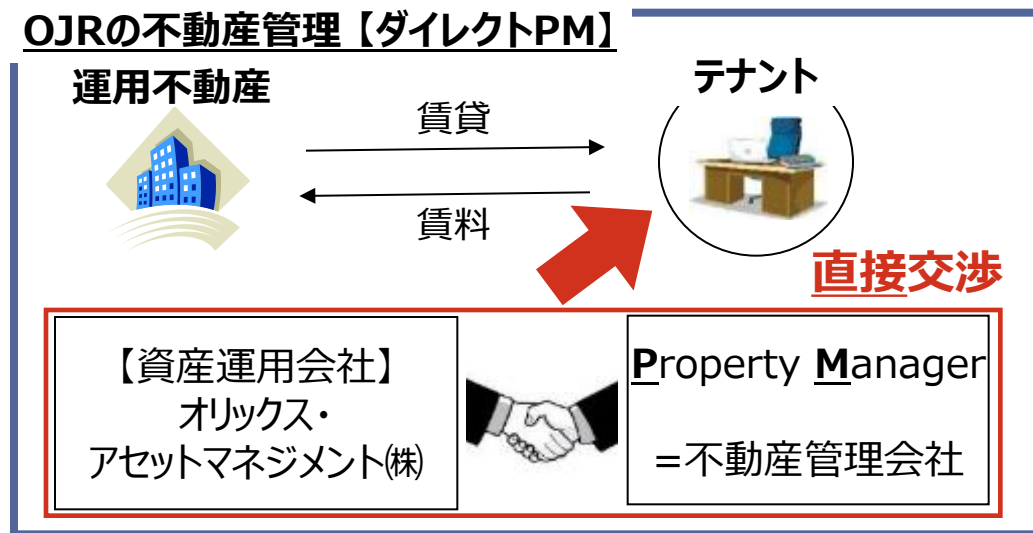 OJRの不動産管理【ダイレクトPM】
運用不動産
テナント
賃貸
賃料
直接交渉
【資産運用会社】
オリックス・
アセットマネジメント㈱
Property Manager
=不動産管理会社